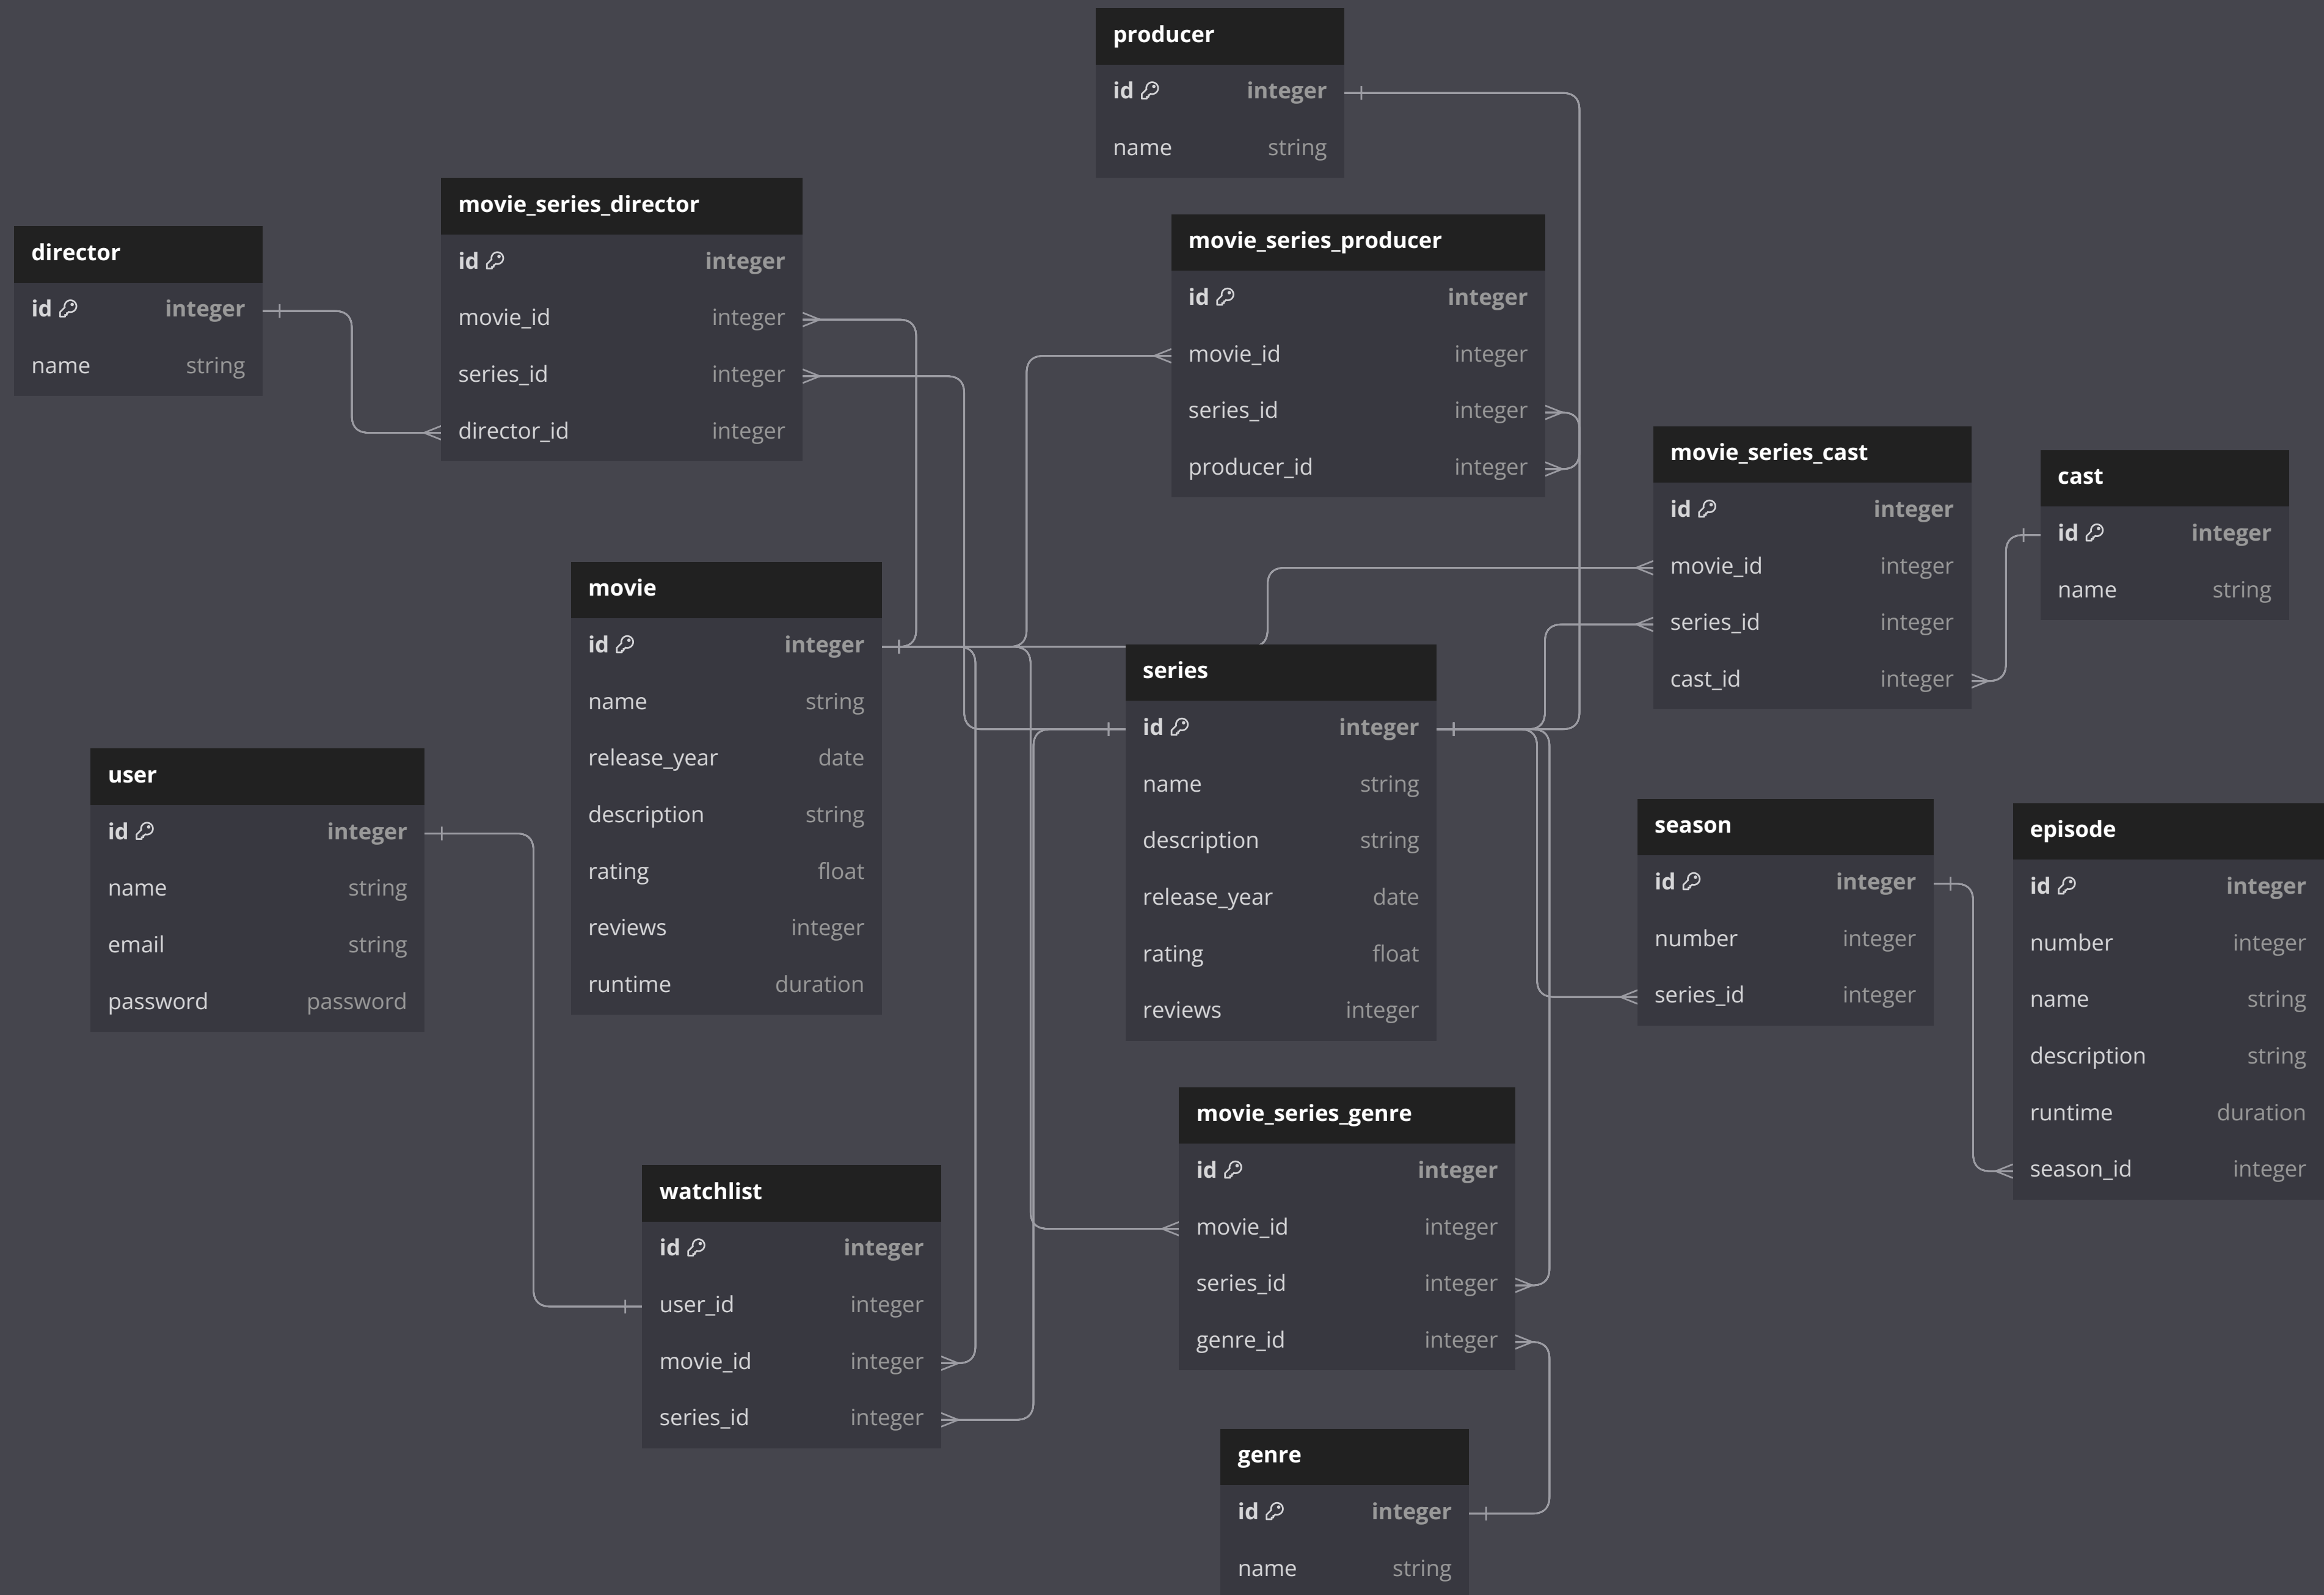 producer
id integer
name string
movie_series_director
id integer
movie_id integer
series_id integer
director_id integer
director
id integer
name string
movie_series_producer
id integer
movie_id integer
series_id integer
producer_id integer
movie_series_cast
id integer
movie_id integer
series_id integer
cast_id integer
cast
id integer
name string
movie
id integer
name string
release_year date
description string
rating float
reviews integer
runtime duration
series
id integer
name string
description string
release_year date
rating float
reviews integer
user
id integer
name string
email string
password password
season
id integer
number integer
series_id integer
episode
id integer
number integer
name string
description string
runtime duration
season_id integer
movie_series_genre
id integer
movie_id integer
series_id integer
genre_id integer
watchlist
id integer
user_id integer
movie_id integer
series_id integer
genre
id integer
name string